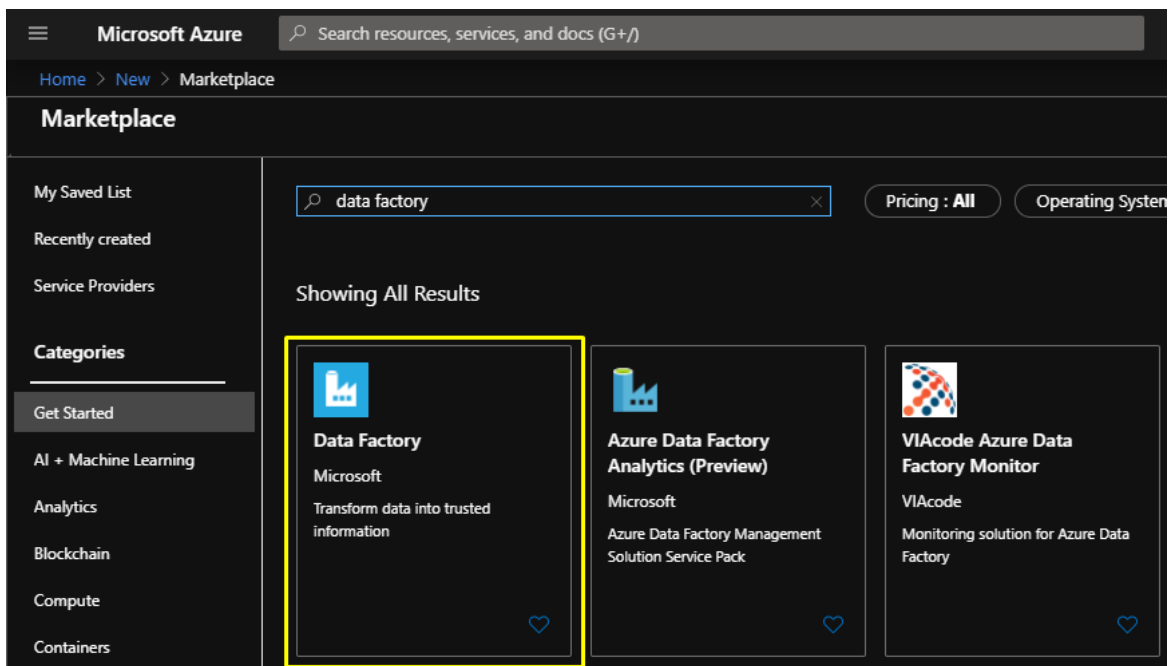 Microsoft Azure
Search resources, services, and docs (G+/)
Home > New > Marketplace
Marketplace
My Saved List
Recently created
Service Providers
Categories
Get Started
AI + Machine Learning
Analytics
Blockchain
Compute
Containers
data factory
Pricing : All
Operating System
Showing All Results
Data Factory
Microsoft
Transform data into trusted
information
Azure Data Factory
Analytics (Preview)
Microsoft
Azure Data Factory Management
Solution Service Pack
VIAcode Azure Data
Factory Monitor
VIAcode
Monitoring solution for Azure Data
Factory